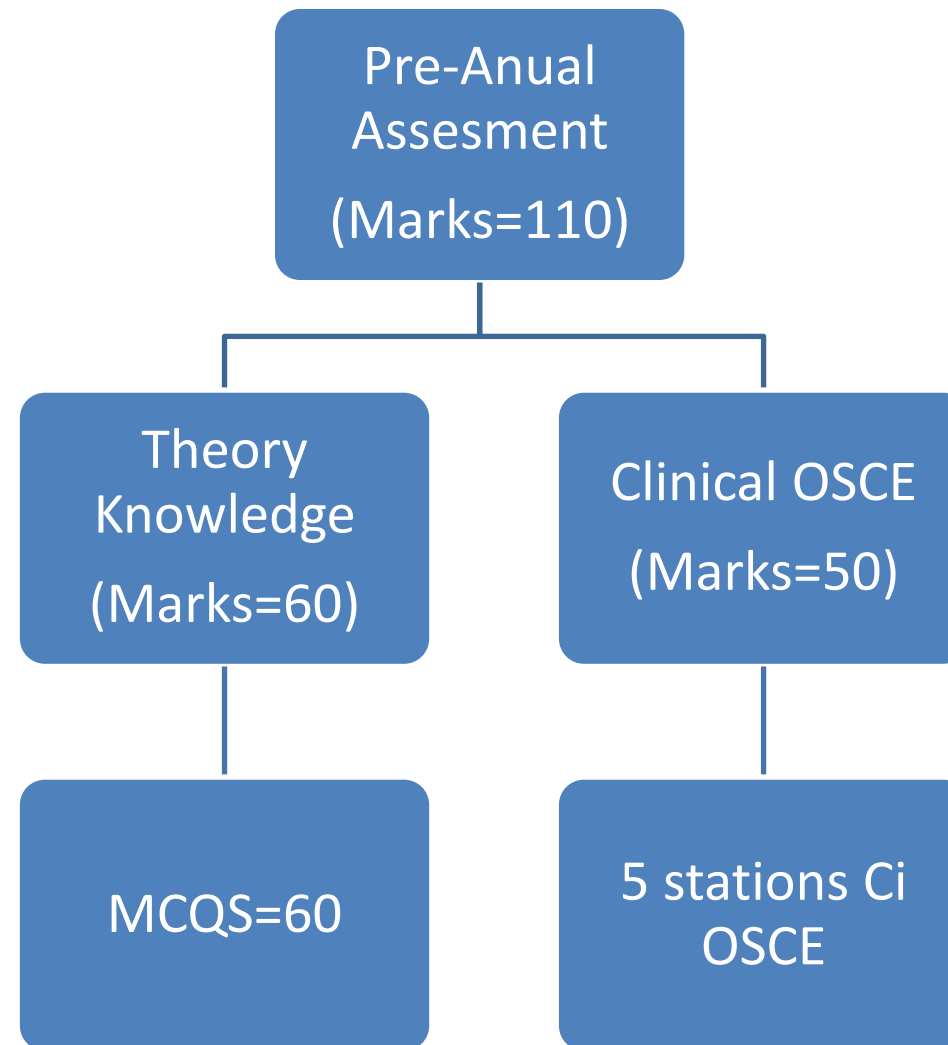 Pre-Anual
Assesment
(Marks=110)
Theory
Knowledge
(Marks=60)
Clinical OSCE
(Marks=50)
MCQS=60
5 stations Ci
OSCE